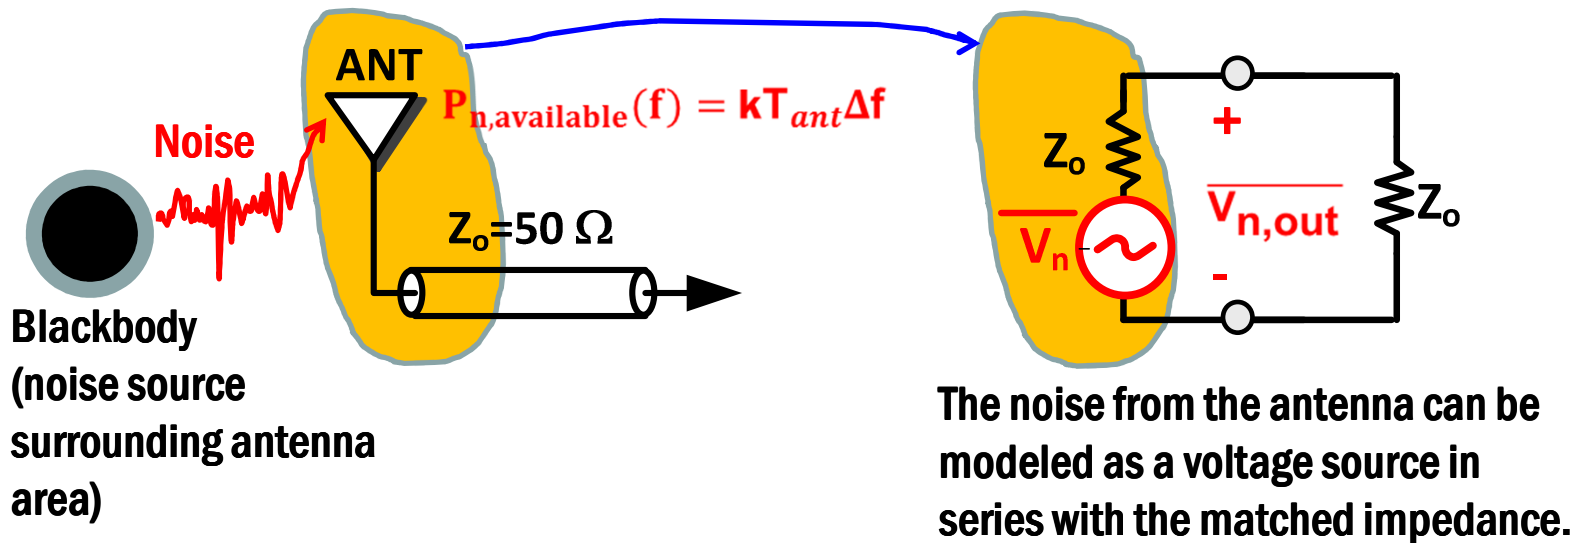 ANT
Pn,available(f) = kTantΔf
Noise
Zo=50 Ω
Blackbody
(noise source
surrounding antenna
area)
Zo
Vn
+
Vn,out
-
Zo
The noise from the antenna can be
modeled as a voltage source in
series with the matched impedance.